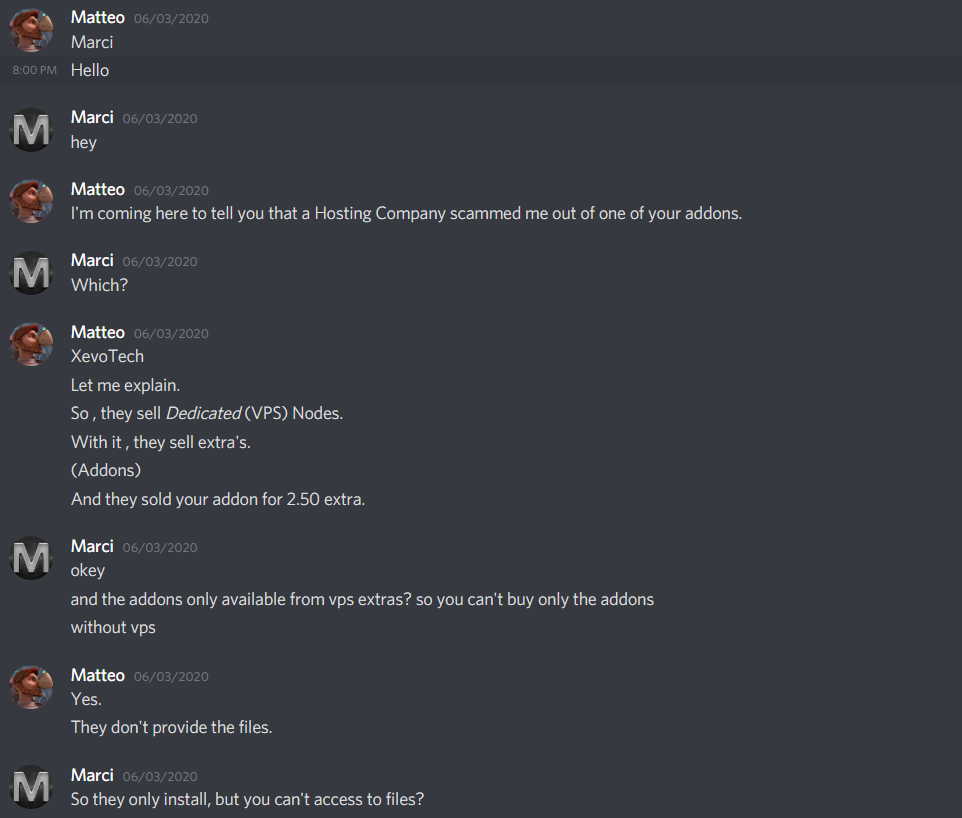 Matteo 06/03/2020
Marci
8:00 PM Hello
M
Marci 06/03/2020
hey
Matteo 06/03/2020
I'm coming here to tell you that a Hosting Company scammed me out of one of your addons.
M
Marci 06/03/2020
Which?
Matteo 06/03/2020
XevoTech
Let me explain.
So , they sell Dedicated (VPS) Nodes.
With it , they sell extra's.
(Addons)
And they sold your addon for 2.50 extra.
M
Marci 06/03/2020
okey
and the addons only available from vps extras? so you can't buy only the addons
without vps
Matteo 06/03/2020
Yes.
They don't provide the files.
M
Marci 06/03/2020
So they only install, but you can't access to files?